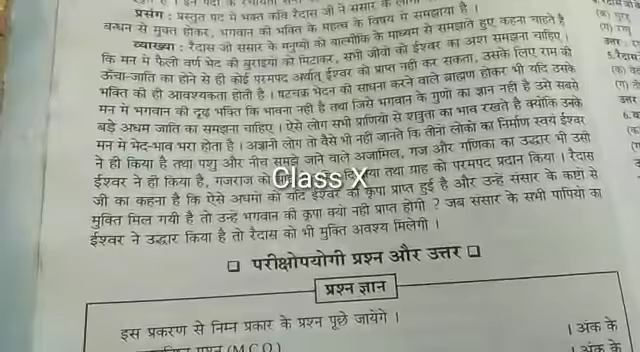 प्रसंग : प्रस्तुत पद में भक्त कवि रैदास जी ने संसार के लोगों
बन्धन से मुक्त होकर, भगवान की भक्ति के महत्व के विषय में समझाया है।
व्याख्या : रैदास जी संसार के मनुष्यों को वाल्मीकि के माध्यम से समझाते हुए कहना चाहते हैं
कि मन में फैली वर्ण भेद की बुराइयों को मिटाकर, सभी जीवों को ईश्वर का अंश समझना चाहिए।
ऊँचा-जाति का होने से ही कोई परमपद अर्थात् ईश्वर को प्राप्त नहीं कर सकता, उसके लिए राम की
भक्ति की ही आवश्यकता होती है। षटचक्र भेदन की साधना करने वाले ब्राह्मण होकर भी यदि उसके
मन में भगवान की दृढ़ भक्ति कि भावना नहीं है तथा जिसे भगवान के गुणों का ज्ञान नहीं है उसे सबसे
बड़े अधम जाति का समझना चाहिए। ऐसे लोग सभी प्राणियों से शत्रुता का भाव रखते है क्योंकि उनके
मन मे भेद-भाव भरा होता है। अज्ञानी लोग तो वैसे भी नहीं जानते कि तीनों लोकों का निर्माण स्वयं ईश्वर
ने ही किया है तथा पशु और नीच समझे जाने वाले अजामिल, गज और गणिका का उद्धार भी उसी
ईश्वर ने ही किया है, गजराज को तथा ग्राह को परमपद प्रदान किया। रैदास
जी का कहना है कि ऐसे अधमों को यदि ईश्वर की कृपा प्राप्त हुई है और उन्हें संसार के कष्टों से
मुक्ति मिल गयी है तो उन्हें भगवान की कृपा क्यों नही प्राप्त होगी ? जब संसार के सभी पापियों का
ईश्वर ने उद्धार किया है तो रैदास को भी मुक्ति अवश्य मिलेगी।
Class X
□ परीक्षोपयोगी प्रश्न और उत्तर □
प्रश्न ज्ञान
इस प्रकरण से निम्न प्रकार के प्रश्न पूछे जायेंगे।
1 अंक के
(M.C.Q.)
1 अंक के